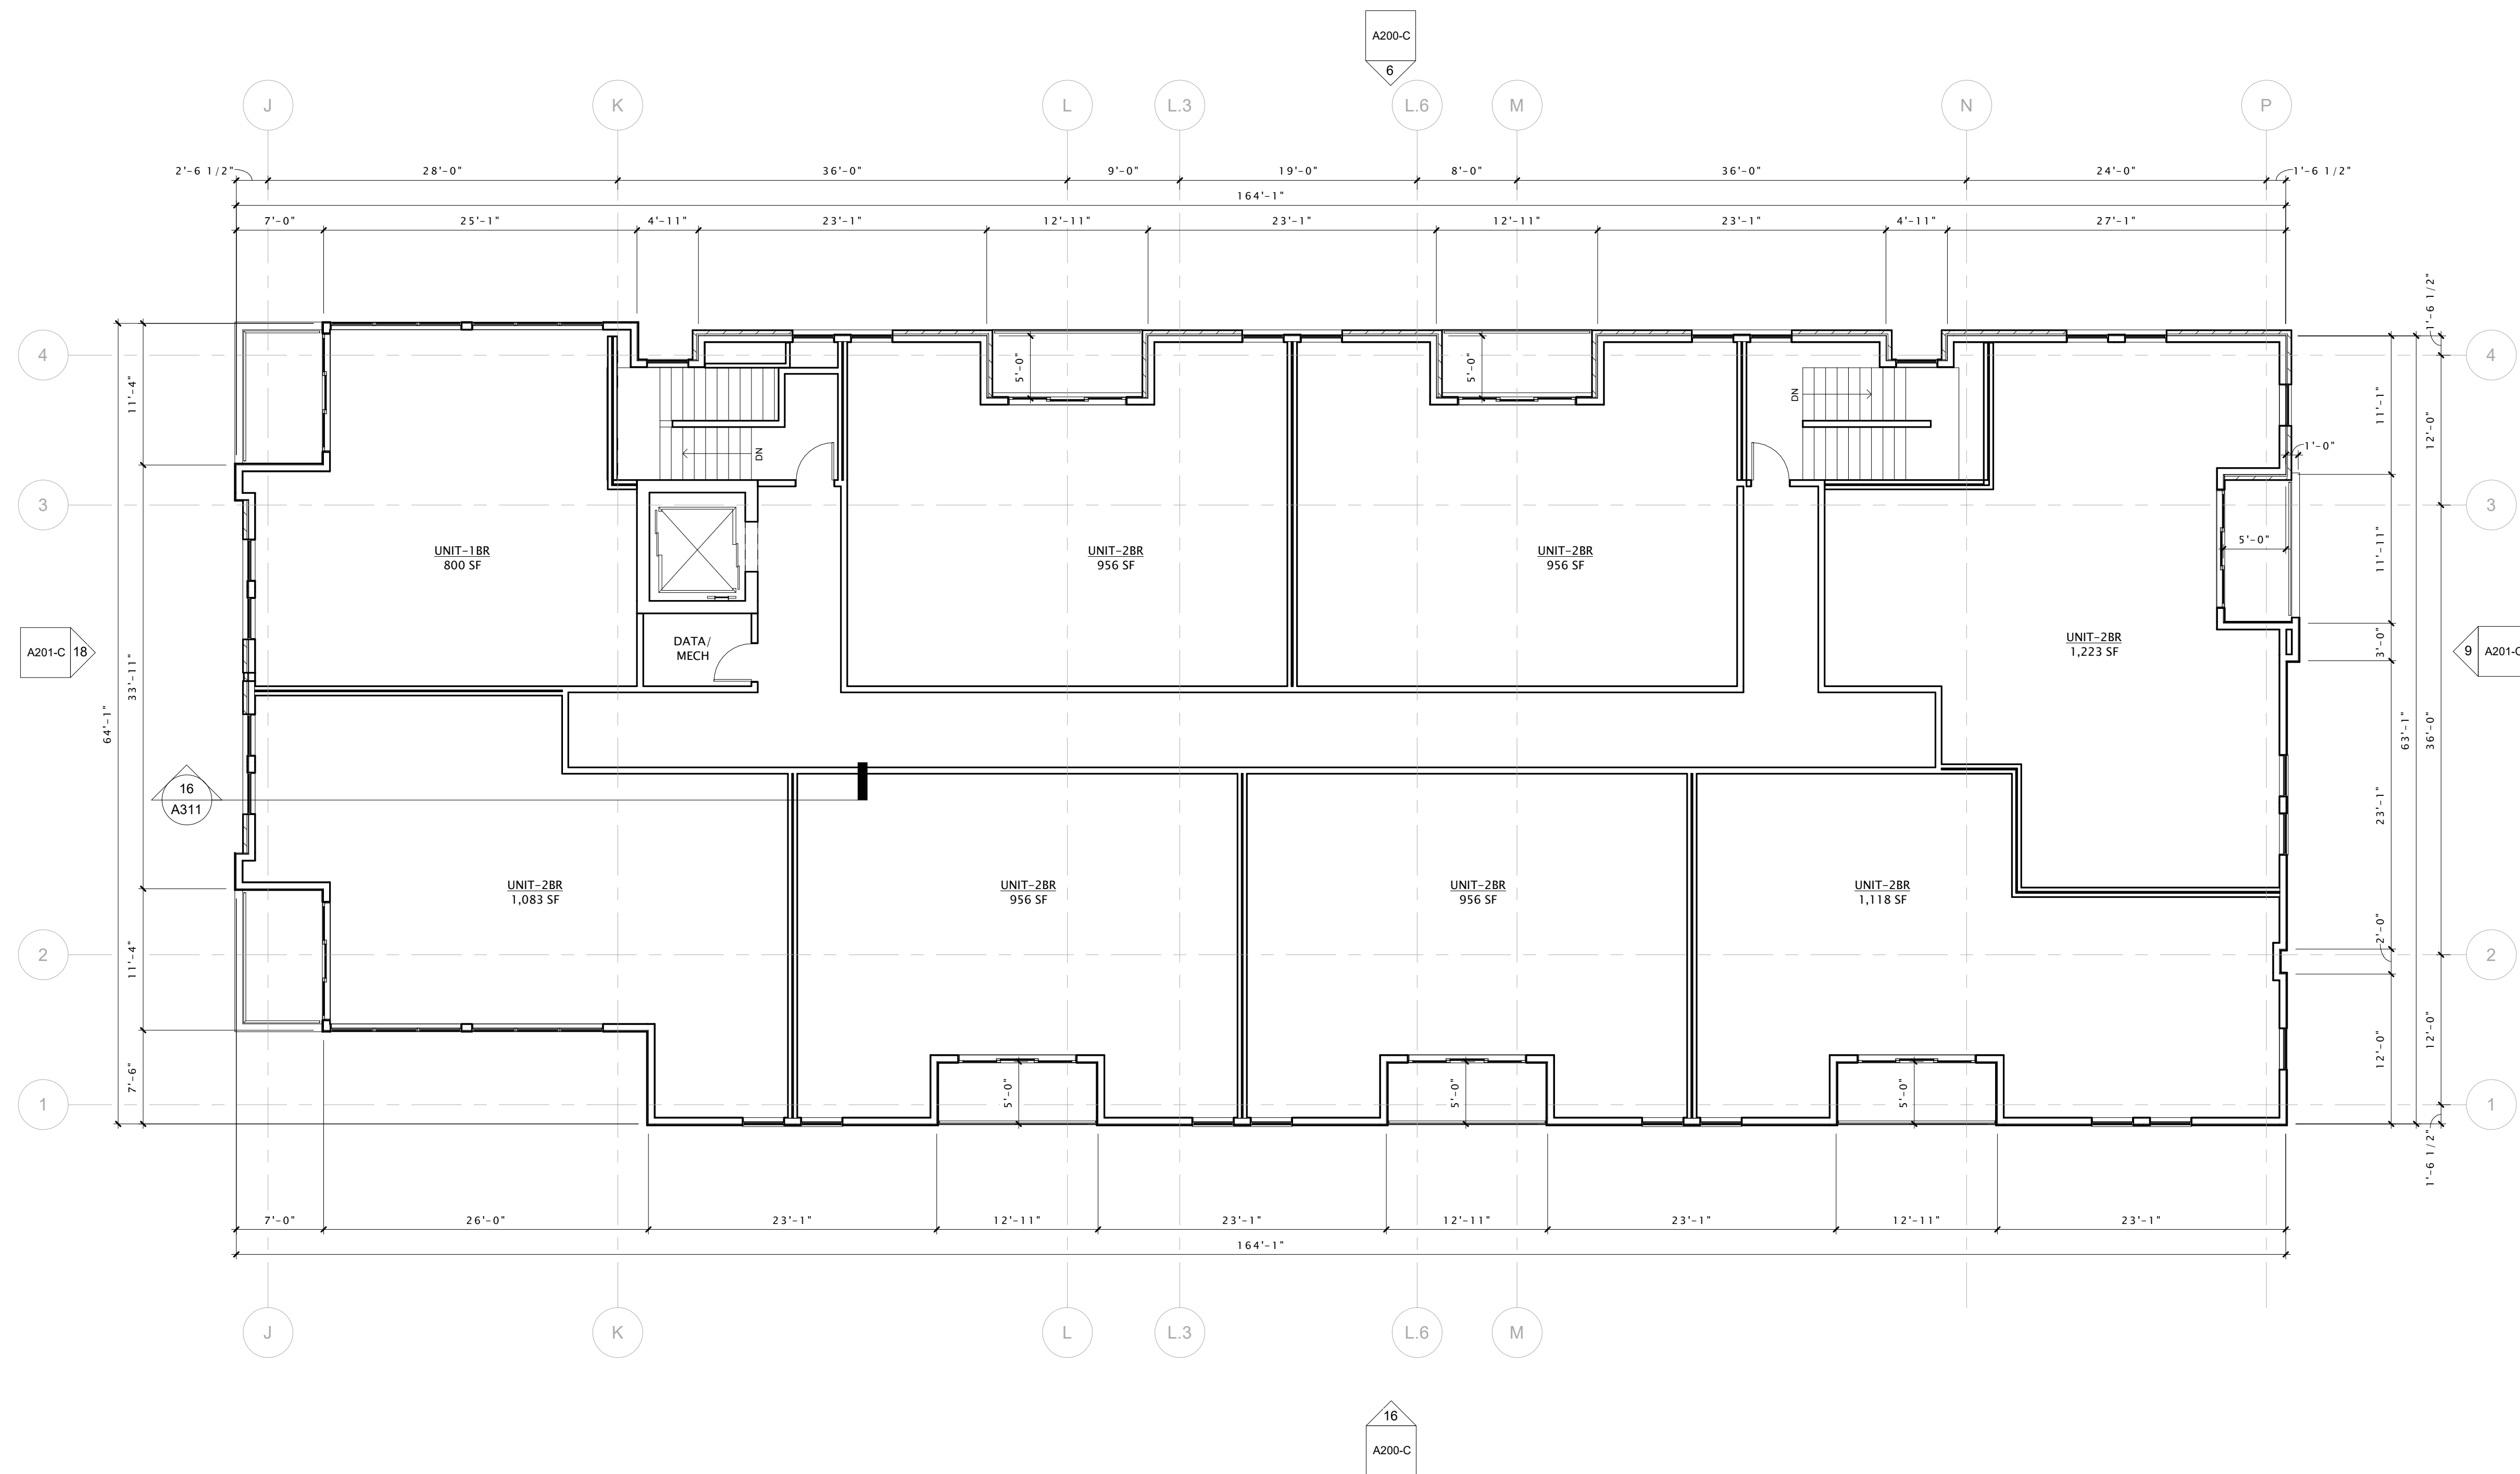 A200-C
6
J
K
L
L.3
L.6
M
N
P
2'-6 1/2"
28'-0"
36'-0"
9'-0"
19'-0"
8'-0"
36'-0"
24'-0"
1'-6 1/2"
164'-1"
7'-0"
25'-1"
4'-11"
23'-1"
12'-11"
23'-1"
12'-11"
23'-1"
4'-11"
27'-1"
1'-6 1/2"
4
4
11'-4"
5'-0"
5'-0"
DN
11'-1"
12'-0"
DN
1'-0"
3
3
UNIT-1BR
800 SF
UNIT-2BR
956 SF
UNIT-2BR
956 SF
5'-0"
11'-11"
A201-C
18
33'-11"
DATA/
MECH
UNIT-2BR
1,223 SF
3'-0"
9
A201-C
64'-1"
63'-1"
36'-0"
16
A311
23'-1"
UNIT-2BR
1,083 SF
UNIT-2BR
956 SF
UNIT-2BR
956 SF
UNIT-2BR
1,118 SF
2'-0"
2
2
11'-4"
12'-0"
12'-0"
7'-6"
5'-0"
5'-0"
5'-0"
1
1
1'-6 1/2"
7'-0"
26'-0"
23'-1"
12'-11"
23'-1"
12'-11"
23'-1"
12'-11"
23'-1"
164'-1"
J
K
L
L.3
L.6
M
16
A200-C